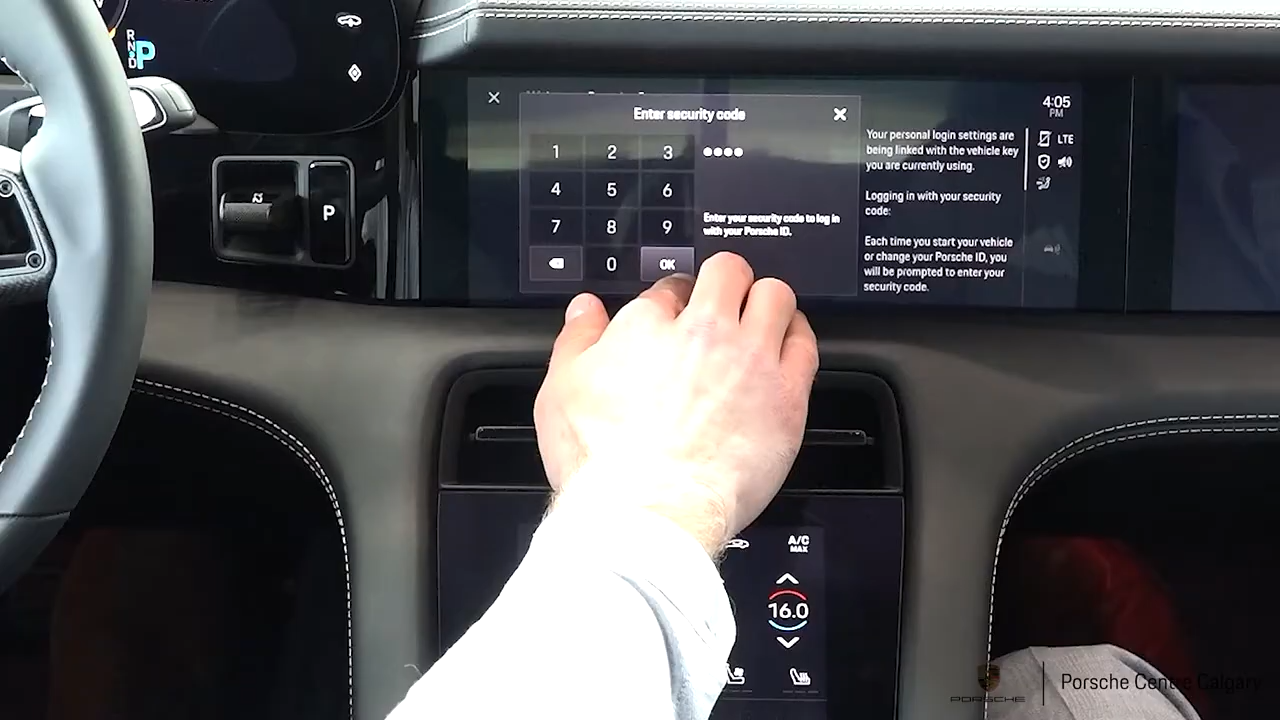 R
N
D
P
P
Enter security code
1 2 3
4 5 6
7 8 9
0 OK
Enter your security code to log in
with your Porsche ID.
Your personal login settings are
being linked with the vehicle key
you are currently using.
Logging in with your security
code:
Each time you start your vehicle
or change your Porsche ID, you
will be prompted to enter your
security code.
4:05
PM
LTE
A/C
MAX
16.0
PORSCHE
Porsche Centre Calgary